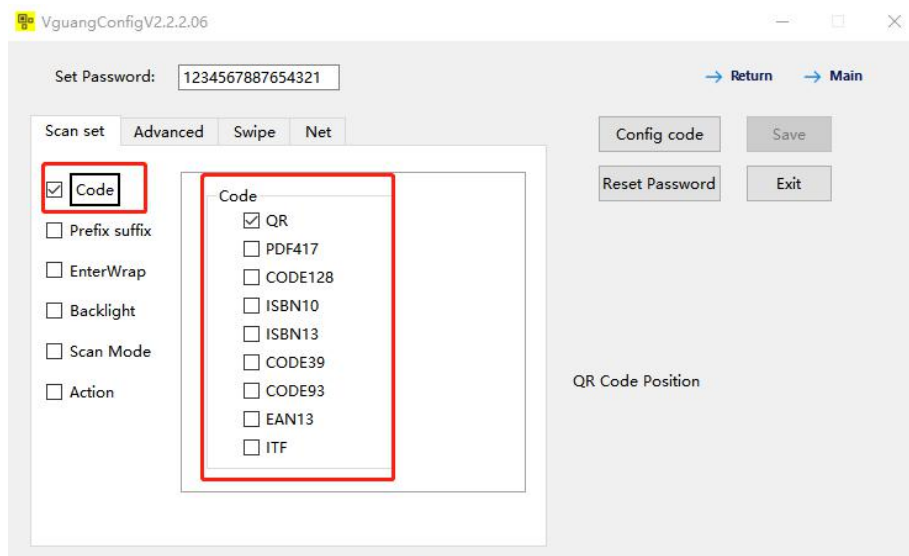 VguangConfigV2.2.2.06
Set Password: 1234567887654321
Return Main
Scan set Advanced Swipe Net
Config code Save
Reset Password Exit
Code
Prefix suffix
EnterWrap
Backlight
Scan Mode
Action
Code
QR
PDF417
CODE128
ISBN10
ISBN13
CODE39
CODE93
EAN13
ITF
QR Code Position